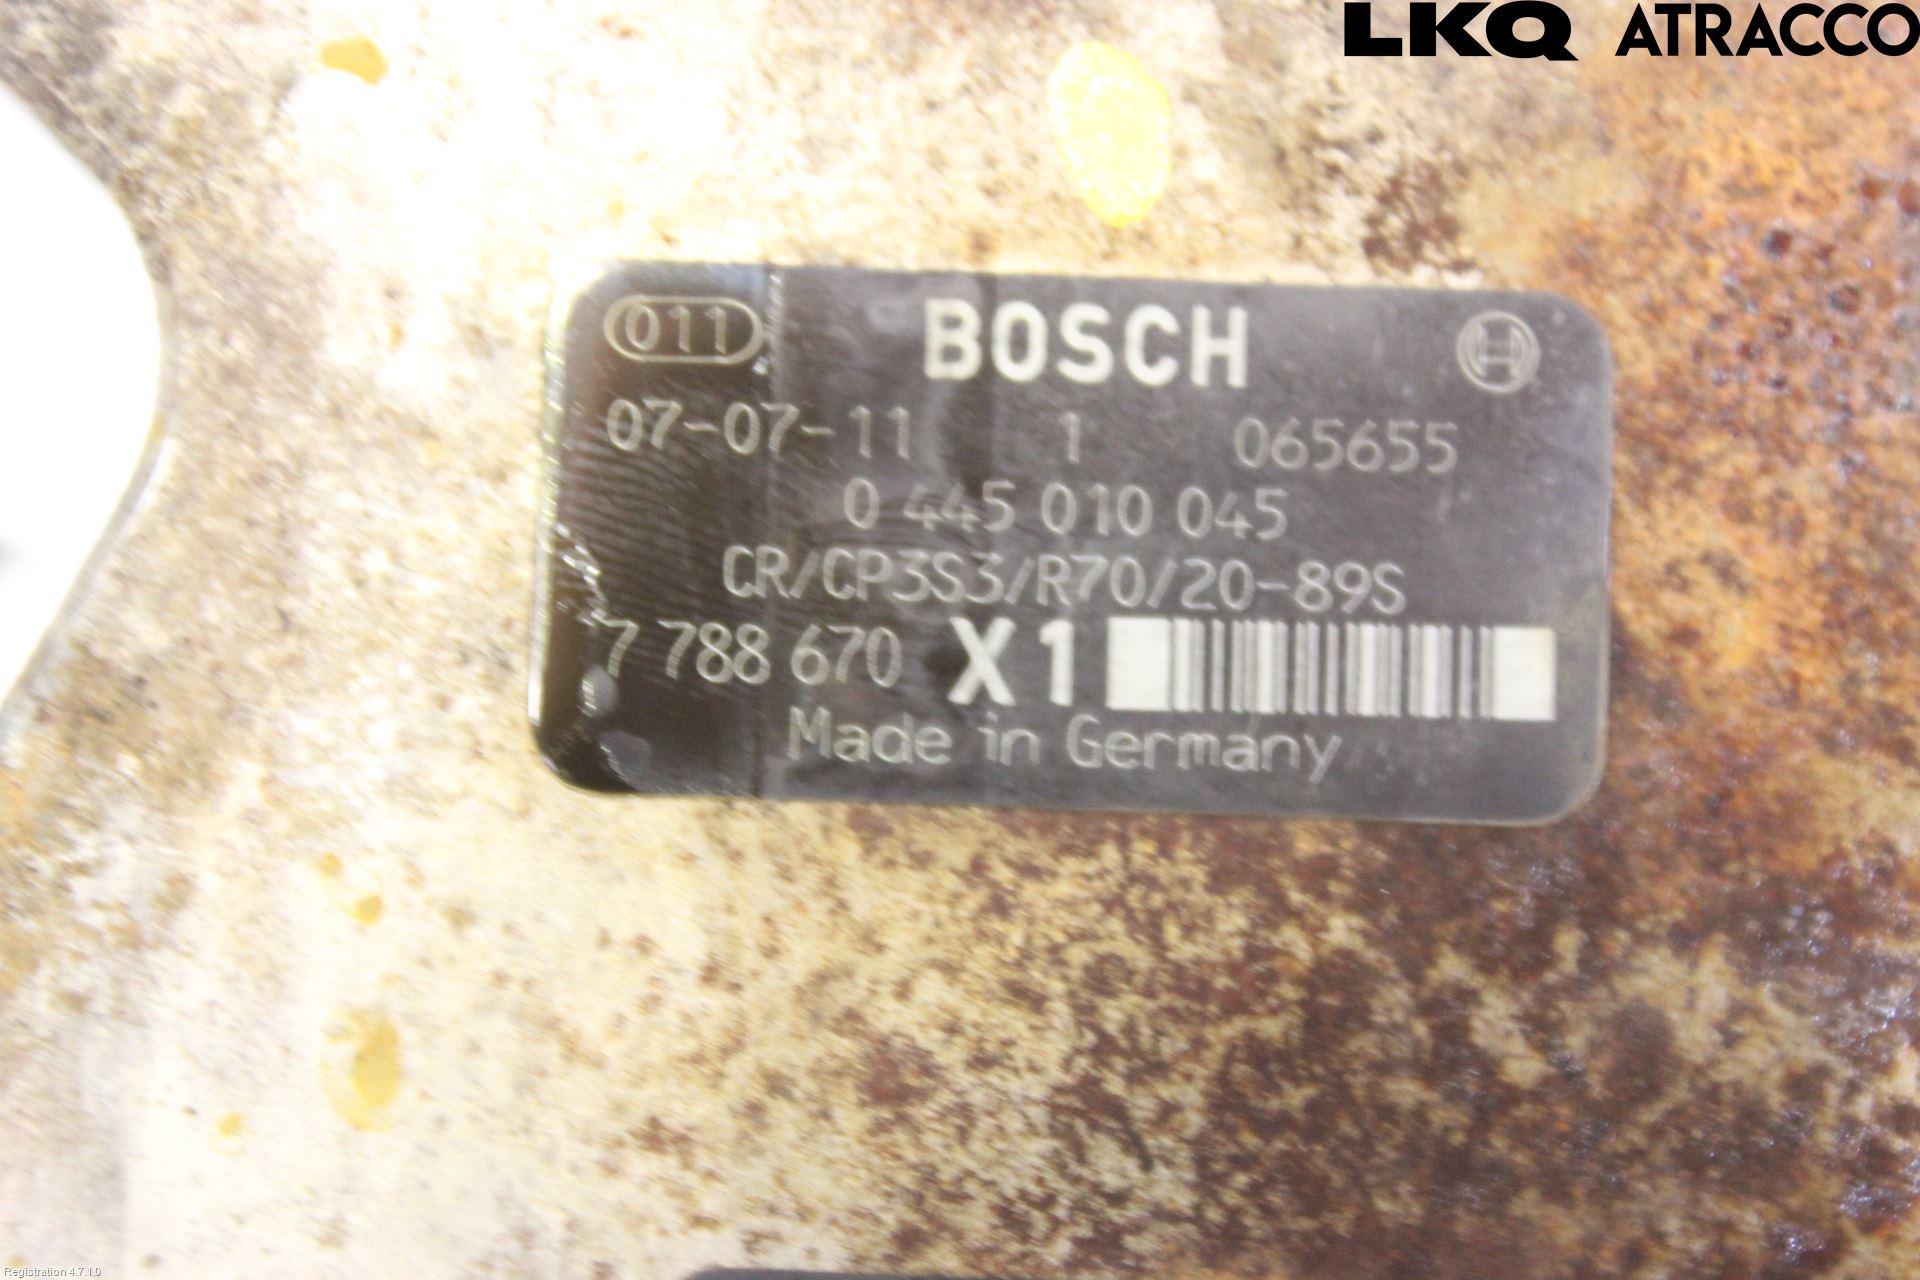 LKQ ATRACCO
011 BOSCH
07-07-11 1 065655
0 445 010 045
CR/CP3S3/R70/20-89S
7 788 670 X1
Made in Germany
Registration 4.7.1.0